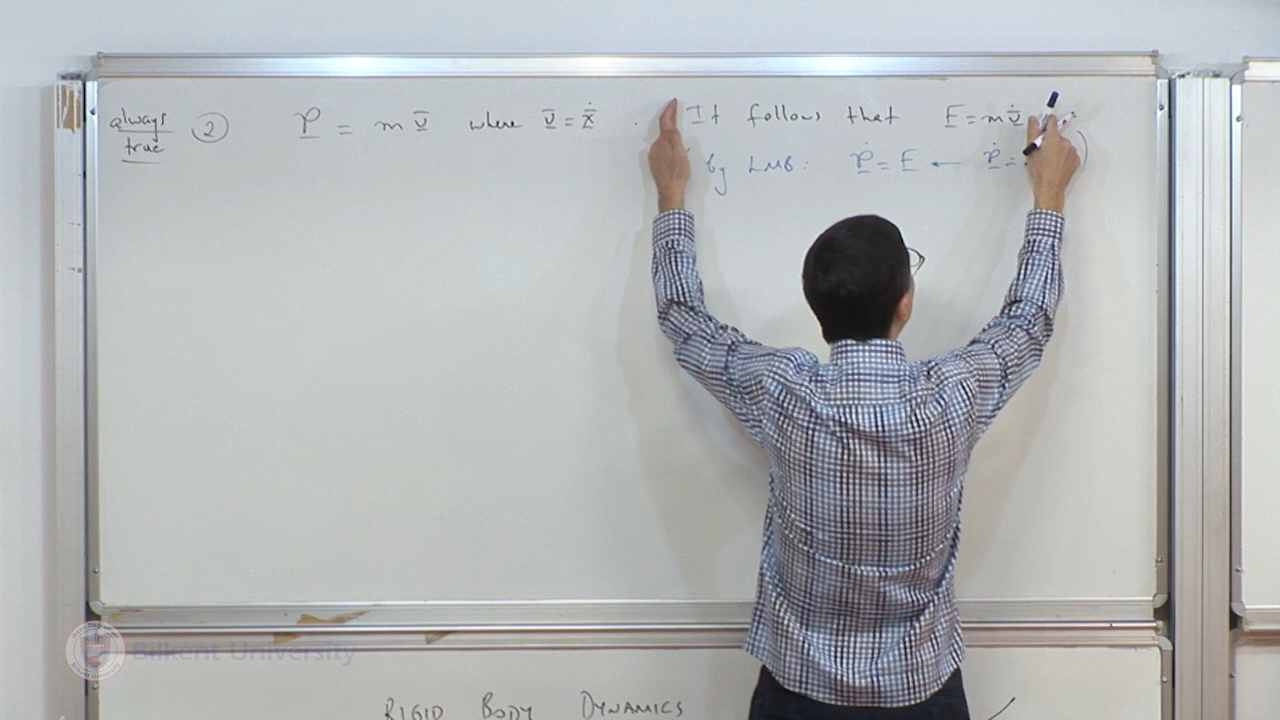 always true ② P = m v̄ where v̄ = ẋ̄ . It follows that F = m v̄̇
by LMB: Ṗ = F ← Ṗ = )
Bilkent University
RIGID BODY DYNAMICS